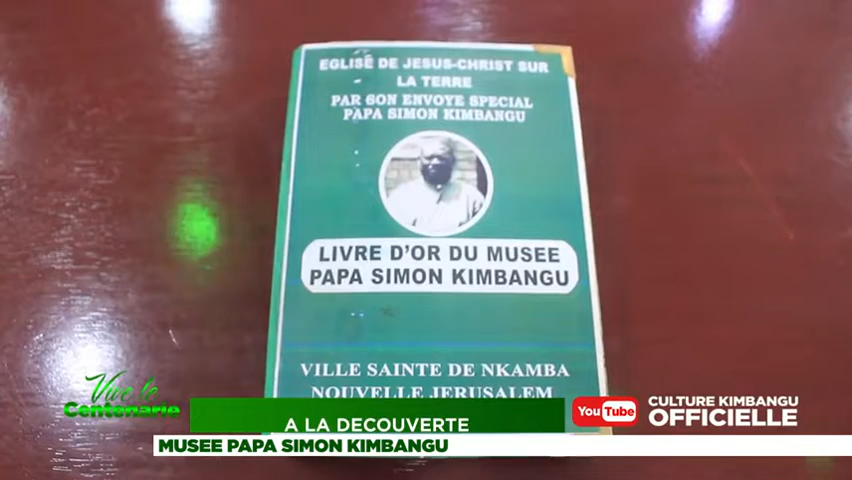 EGLISE DE JESUS-CHRIST SUR
LA TERRE
PAR SON ENVOYE SPECIAL
PAPA SIMON KIMBANGU
LIVRE D'OR DU MUSEE
PAPA SIMON KIMBANGU
VILLE SAINTE DE NKAMBA
NOUVELLE JERUSALEM
Vive le
Centenarie
A LA DECOUVERTE
MUSEE PAPA SIMON KIMBANGU
YouTube
CULTURE KIMBANGU
OFFICIELLE